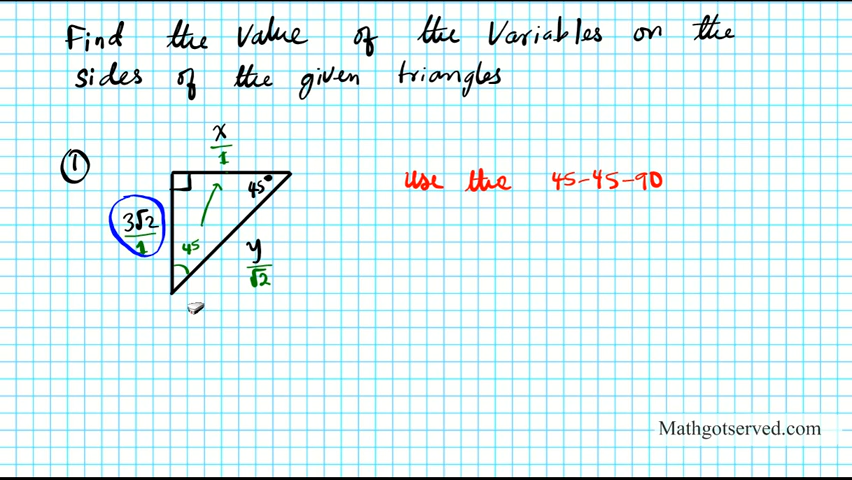 Find the Value of the Variables on the
sides of the given triangles
①
x
1
45°
use the 45-45-90
3√2
1
45
y
√2
Mathgotserved.com